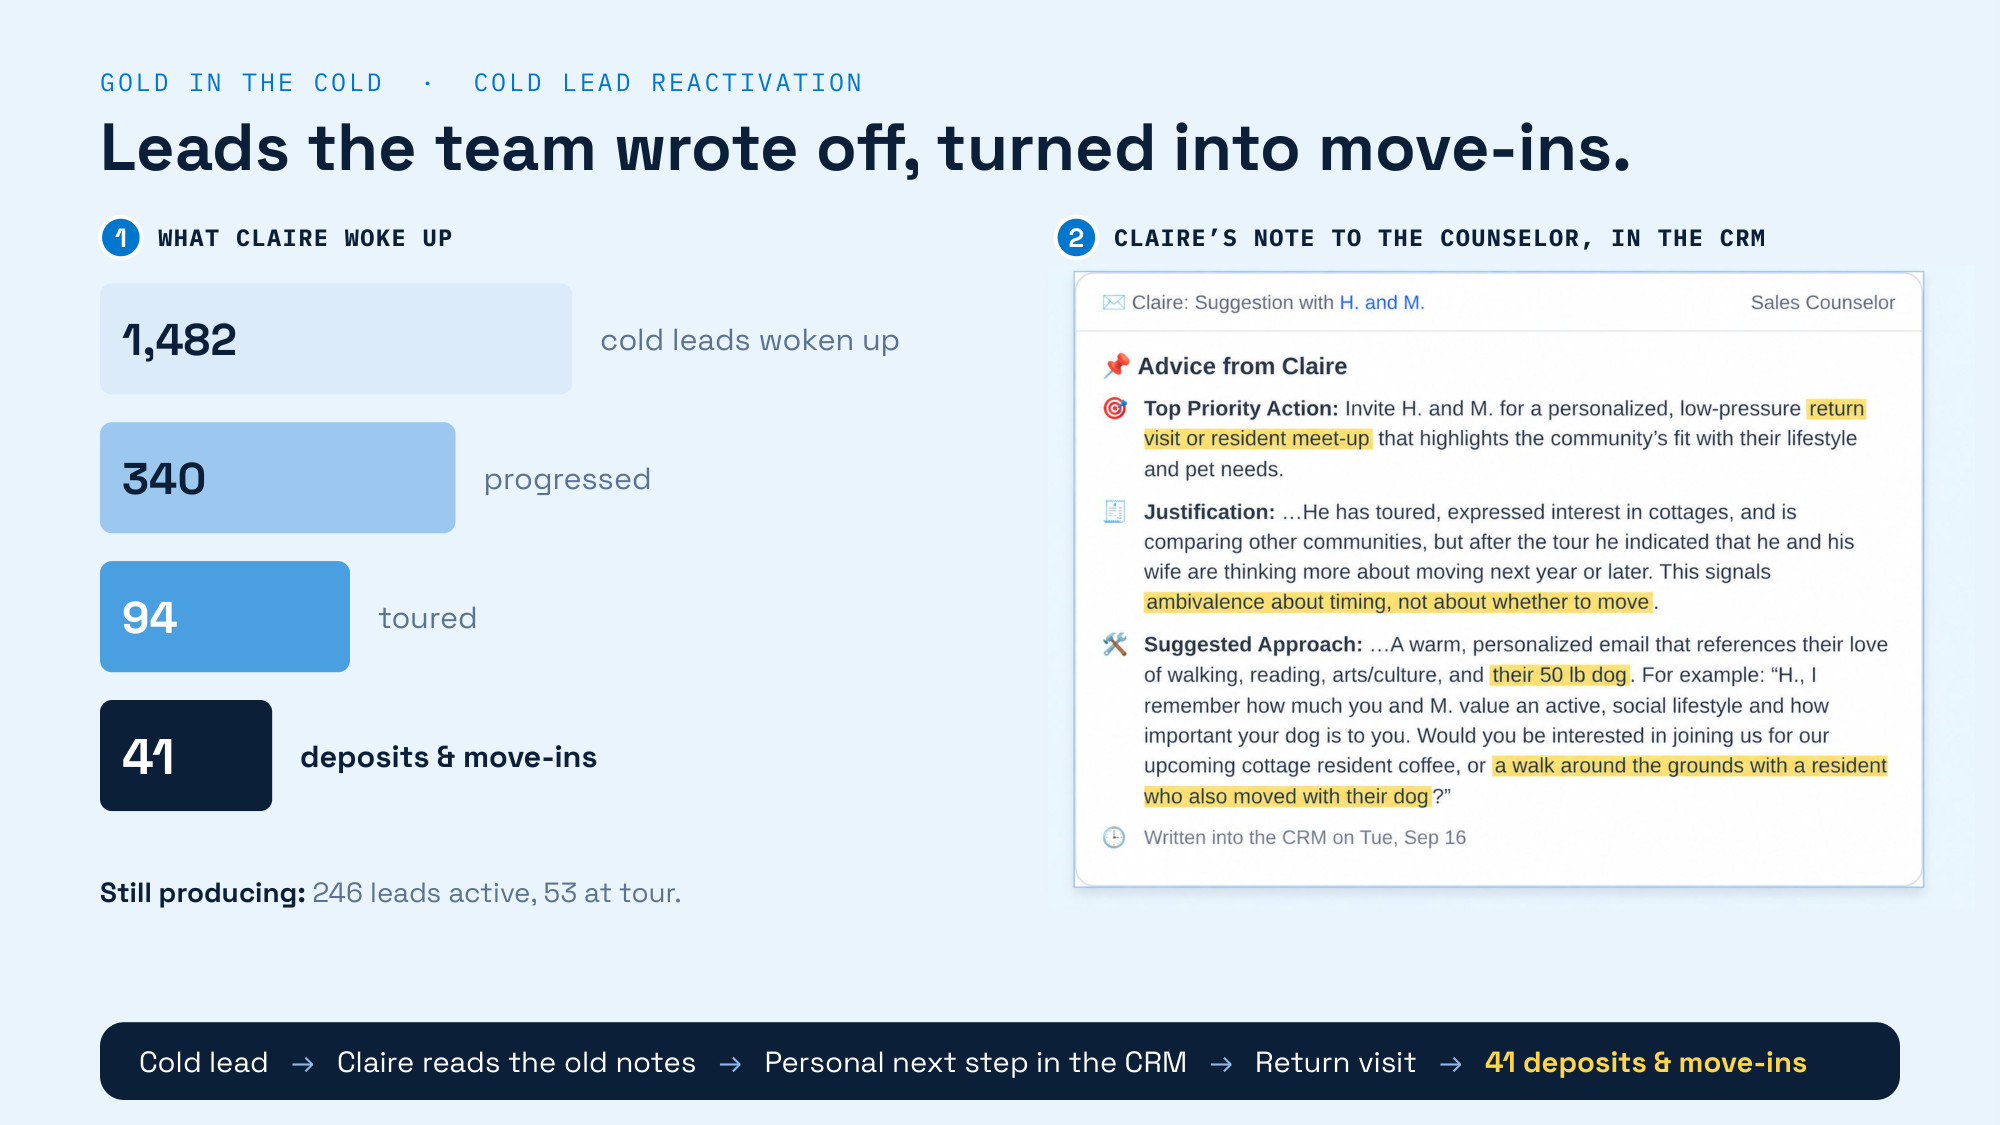 GOLD IN THE COLD · COLD LEAD REACTIVATION
Leads the team wrote off, turned into move-ins.
1 WHAT CLAIRE WOKE UP
1,482 cold leads woken up
340 progressed
94 toured
41 deposits & move-ins
Still producing: 246 leads active, 53 at tour.
2 CLAIRE’S NOTE TO THE COUNSELOR, IN THE CRM
Claire: Suggestion with H. and M. Sales Counselor
Advice from Claire
Top Priority Action: Invite H. and M. for a personalized, low-pressure return
visit or resident meet-up that highlights the community’s fit with their lifestyle
and pet needs.
Justification: …He has toured, expressed interest in cottages, and is
comparing other communities, but after the tour he indicated that he and his
wife are thinking more about moving next year or later. This signals
ambivalence about timing, not about whether to move.
Suggested Approach: …A warm, personalized email that references their love
of walking, reading, arts/culture, and their 50 lb dog. For example: “H., I
remember how much you and M. value an active, social lifestyle and how
important your dog is to you. Would you be interested in joining us for our
upcoming cottage resident coffee, or a walk around the grounds with a resident
who also moved with their dog?”
Written into the CRM on Tue, Sep 16
Cold lead → Claire reads the old notes → Personal next step in the CRM → Return visit → 41 deposits & move-ins